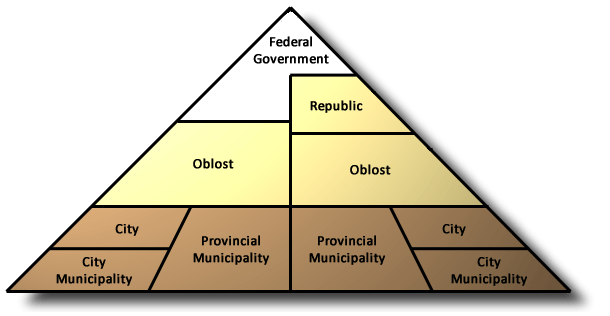 Federal
Government
Republic
Oblost
Oblost
City
Provincial
Municipality
Provincial
Municipality
City
City
Municipality
City
Municipality